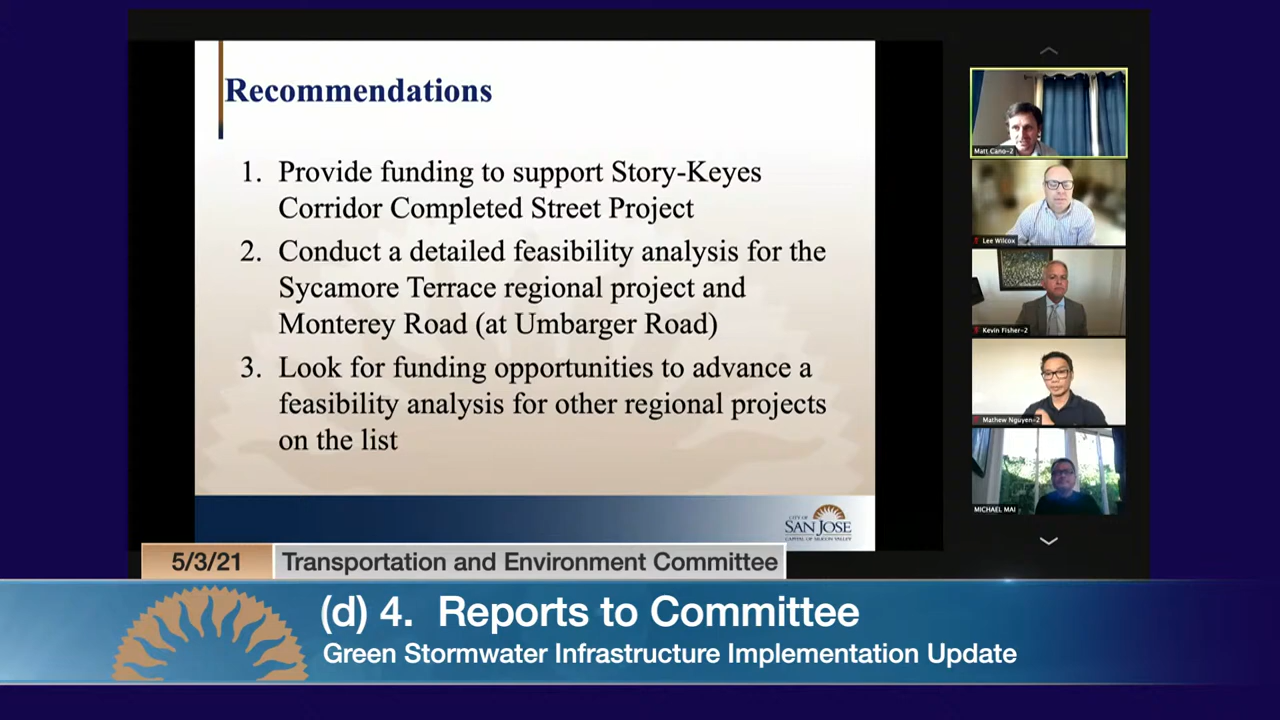 Recommendations
1. Provide funding to support Story-Keyes
Corridor Completed Street Project
2. Conduct a detailed feasibility analysis for the
Sycamore Terrace regional project and
Monterey Road (at Umbarger Road)
3. Look for funding opportunities to advance a
feasibility analysis for other regional projects
on the list
CITY OF
SAN JOSE
CAPITAL OF SILICON VALLEY
Matt Cano-2
Lee Wilcox
Kevin Fisher-2
Mathew Nguyen-2
MICHAEL MAI
5/3/21
Transportation and Environment Committee
(d) 4. Reports to Committee
Green Stormwater Infrastructure Implementation Update